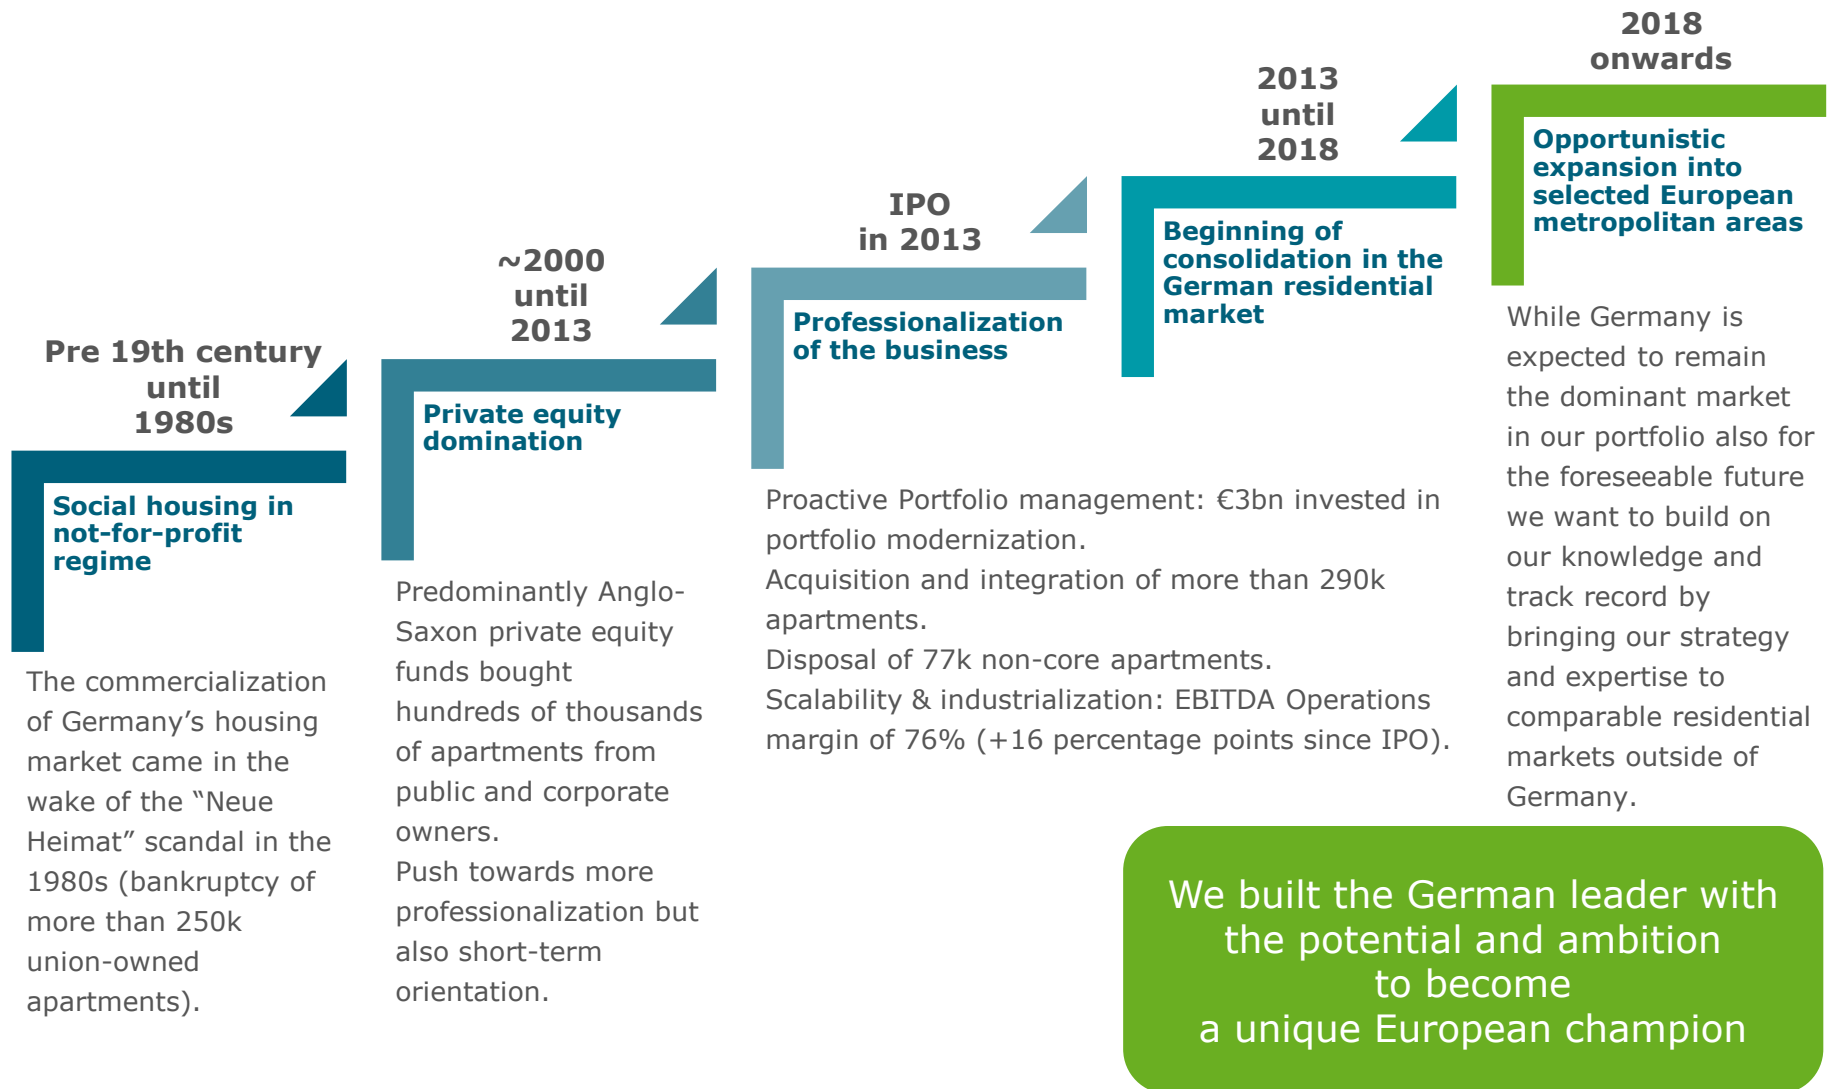 Pre 19th century
until
1980s
Social housing in
not-for-profit
regime
The commercialization
of Germany’s housing
market came in the
wake of the “Neue
Heimat” scandal in the
1980s (bankruptcy of
more than 250k
union-owned
apartments).
~2000
until
2013
Private equity
domination
Predominantly Anglo-
Saxon private equity
funds bought
hundreds of thousands
of apartments from
public and corporate
owners.
Push towards more
professionalization but
also short-term
orientation.
IPO
in 2013
Professionalization
of the business
2013
until
2018
Beginning of
consolidation in the
German residential
market
Proactive Portfolio management: €3bn invested in
portfolio modernization.
Acquisition and integration of more than 290k
apartments.
Disposal of 77k non-core apartments.
Scalability & industrialization: EBITDA Operations
margin of 76% (+16 percentage points since IPO).
2018
onwards
Opportunistic
expansion into
selected European
metropolitan areas
While Germany is
expected to remain
the dominant market
in our portfolio also for
the foreseeable future
we want to build on
our knowledge and
track record by
bringing our strategy
and expertise to
comparable residential
markets outside of
Germany.
We built the German leader with
the potential and ambition
to become
a unique European champion